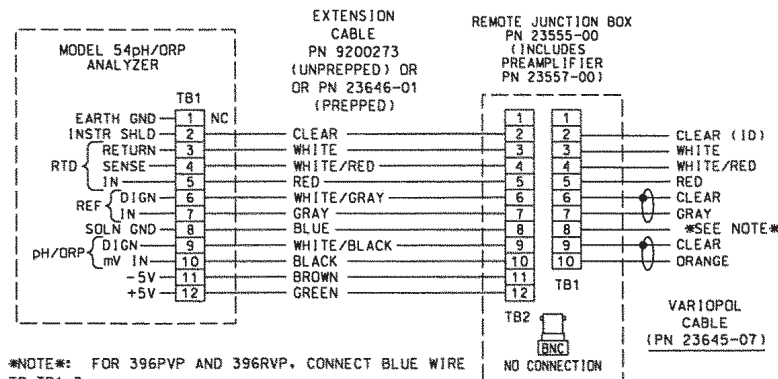 EXTENSION
CABLE
PN 9200273
(UNPREPPED) OR
OR PN 23646-01
(PREPPED)
REMOTE JUNCTION BOX
PN 23555-00
(INCLUDES
PREAMPLIFIER
PN 23557-00)
MODEL 54pH/ORP
ANALYZER
TB1
EARTH GND 1 NC 1 1
INSTR SHLD 2 CLEAR 2 2 CLEAR (ID)
RTD RETURN 3 WHITE 3 3 WHITE
SENSE 4 WHITE/RED 4 4 WHITE/RED
IN 5 RED 5 5 RED
REF DIGN 6 WHITE/GRAY 6 6 CLEAR
IN 7 GRAY 7 7 GRAY
SOLN GND 8 BLUE 8 8 *SEE NOTE*
pH/ORP DIGN 9 WHITE/BLACK 9 9 CLEAR
mV IN 10 BLACK 10 10 ORANGE
-5V 11 BROWN 11 TB1
+5V 12 GREEN 12
TB2
BNC
NO CONNECTION
VARIOPOL
CABLE
(PN 23645-07)
*NOTE*: FOR 396PVP AND 396RVP, CONNECT BLUE WIRE